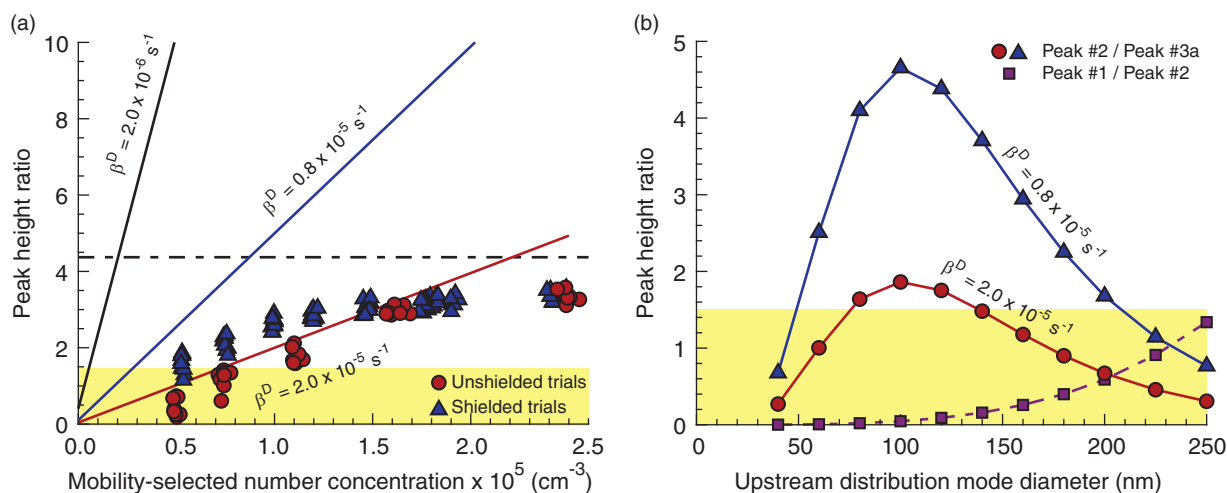 (a)
Peak height ratio
10
8
6
4
2
0
β^D = 2.0 x 10^-6 s^-1
β^D = 0.8 x 10^-5 s^-1
β^D = 2.0 x 10^-5 s^-1
Unshielded trials
Shielded trials
0.0 0.5 1.0 1.5 2.0 2.5
Mobility-selected number concentration x 10^5 (cm^-3)
(b)
Peak height ratio
5
4
3
2
1
0
Peak #2 / Peak #3a
Peak #1 / Peak #2
β^D = 0.8 x 10^-5 s^-1
β^D = 2.0 x 10^-5 s^-1
0 50 100 150 200 250
Upstream distribution mode diameter (nm)